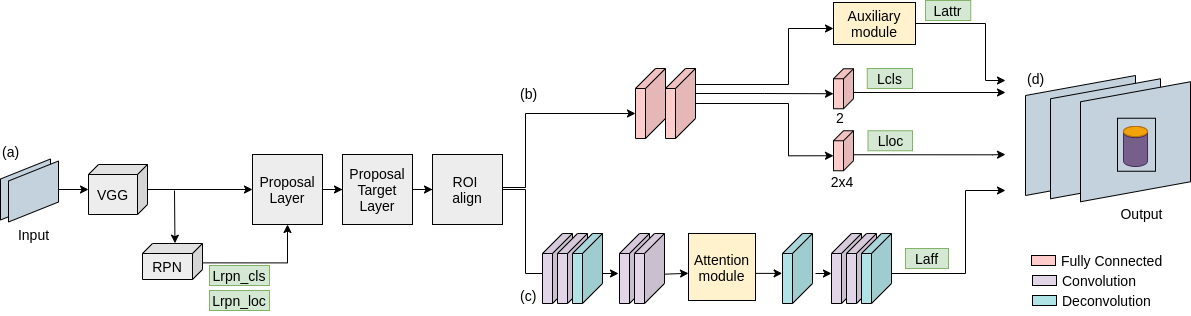 (a)
Input
VGG
RPN
Lrpn_cls
Lrpn_loc
Proposal
Layer
Proposal
Target
Layer
ROI
align
(b)
Auxiliary
module
Lattr
Lcls
2
Lloc
2x4
(c)
Attention
module
Laff
(d)
Output
Fully Connected
Convolution
Deconvolution